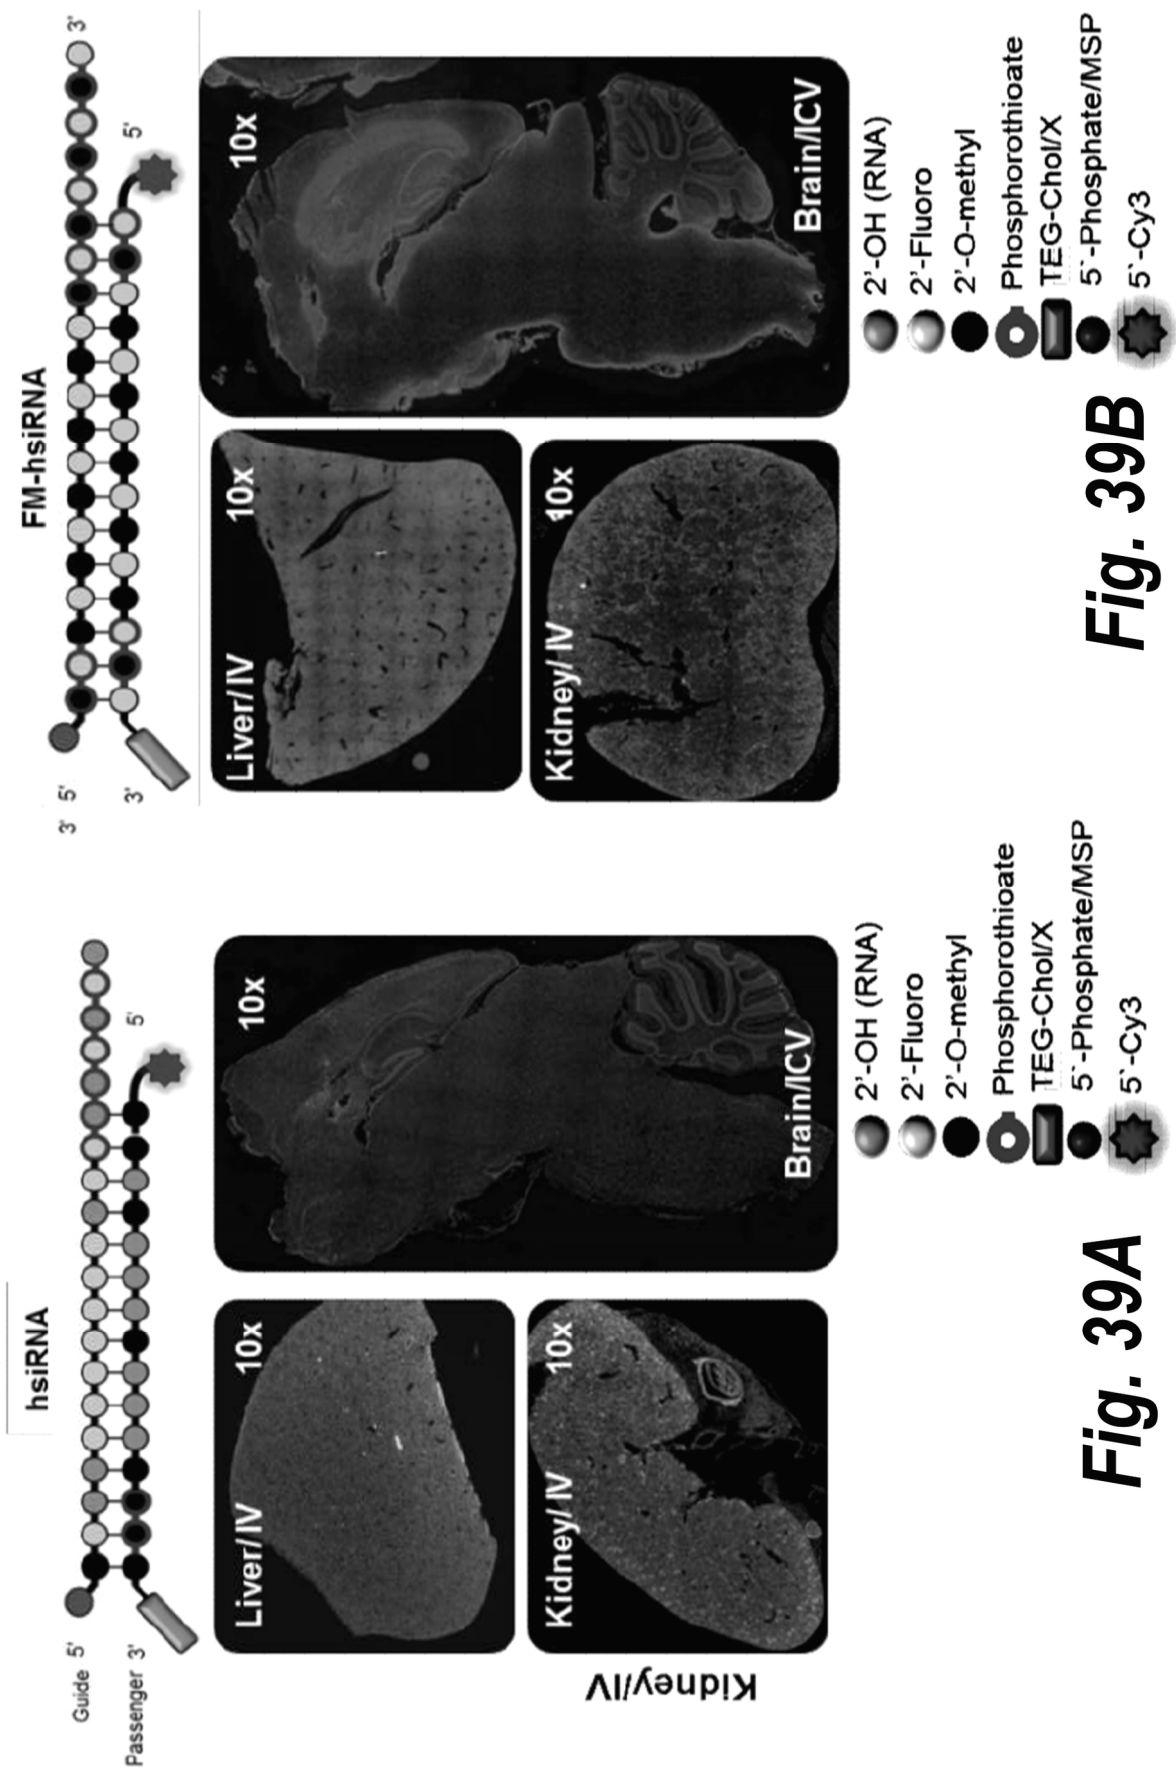 hsiRNA
Guide 5'
Passenger 3'
5'
Liver/IV
10x
Kidney/IV
10x
Kidney/IV
10x
Brain/ICV
2'-OH (RNA)
2'-Fluoro
2'-O-methyl
Phosphorothioate
TEG-Chol/X
5`-Phosphate/MSP
5`-Cy3
Fig. 39A
FM-hsiRNA
3' 5'
3'
3'
5'
Liver/IV
10x
Kidney/IV
10x
10x
Brain/ICV
2'-OH (RNA)
2'-Fluoro
2'-O-methyl
Phosphorothioate
TEG-Chol/X
5`-Phosphate/MSP
5`-Cy3
Fig. 39B